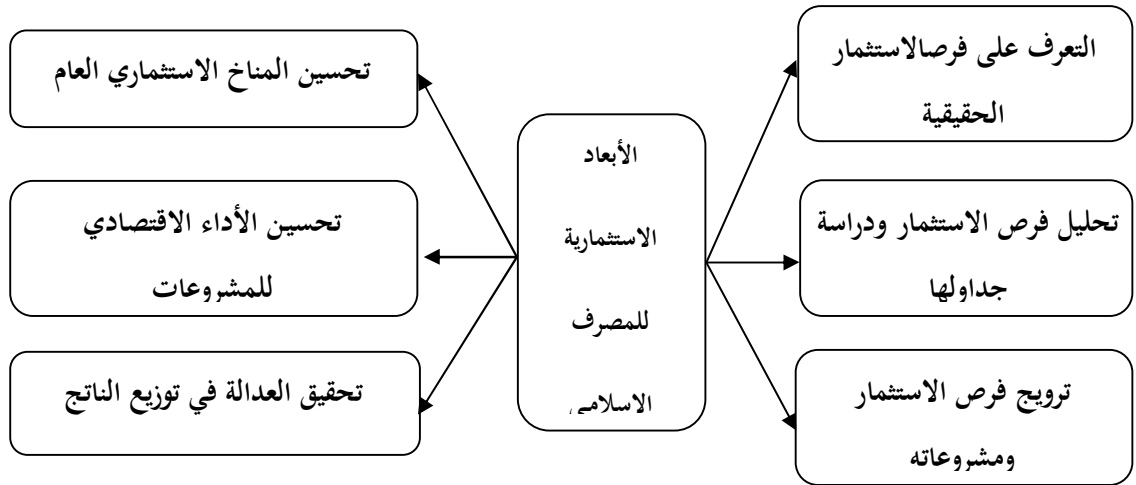 التعرف على فرصالاستثمار
الحقيقية
تحليل فرص الاستثمار ودراسة
جداولها
ترويج فرص الاستثمار
ومشروعاته
الأبعاد
الاستثمارية
للمصرف
الاسلامي
تحسين المناخ الاستثماري العام
تحسين الأداء الاقتصادي
للمشروعات
تحقيق العدالة في توزيع الناتج